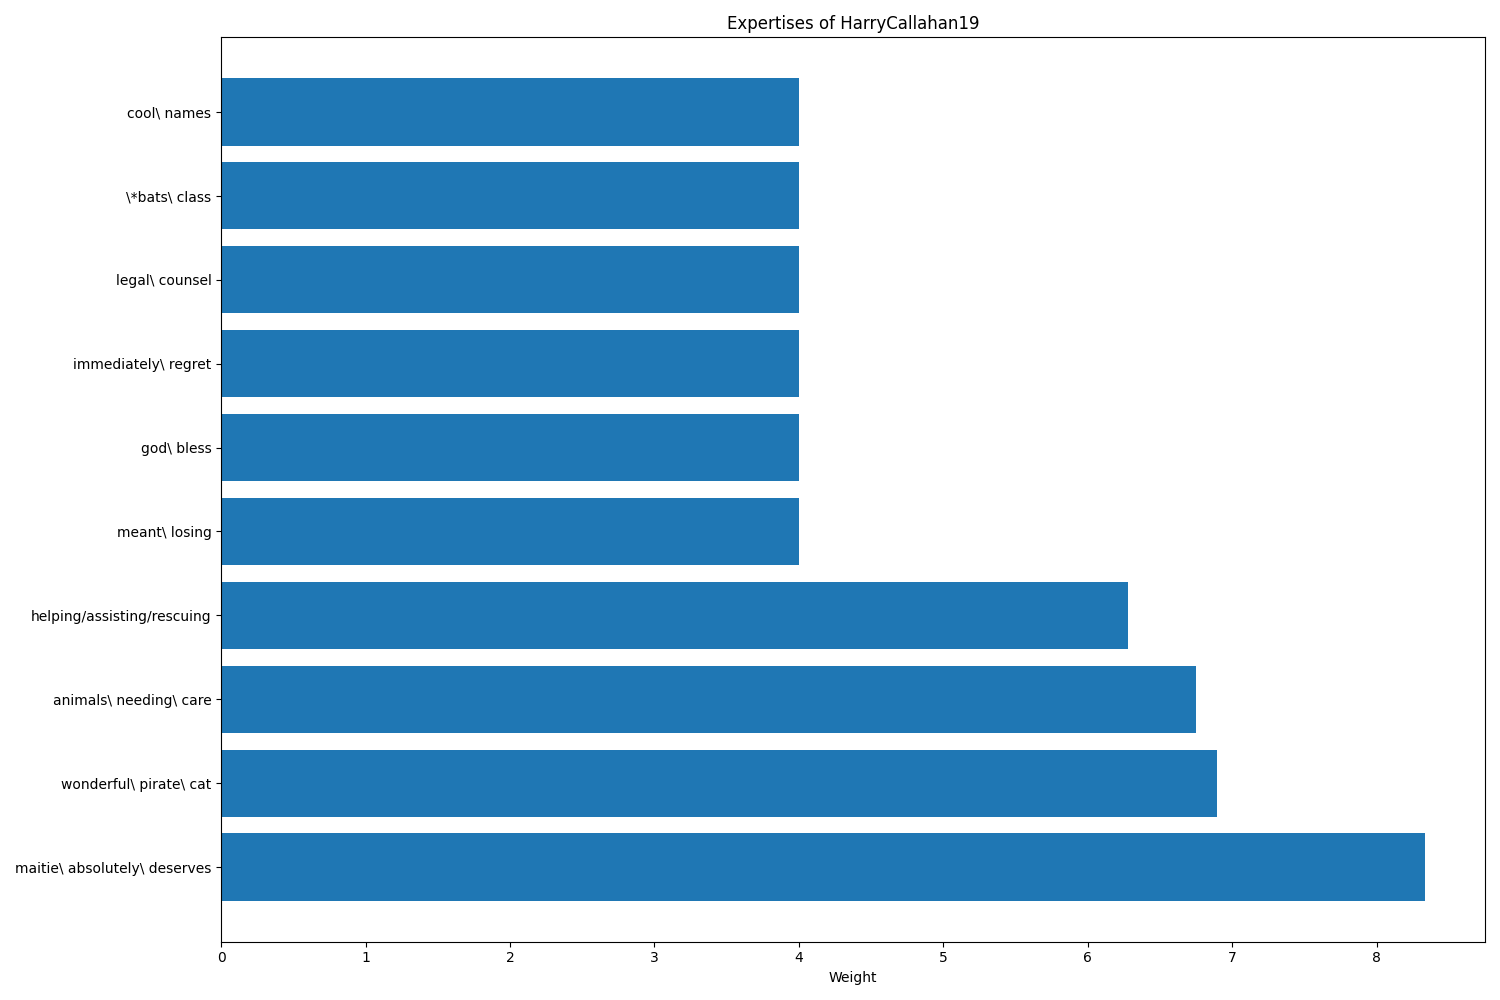 Expertises of HarryCallahan19
cool\ names
\*bats\ class
legal\ counsel
immediately\ regret
god\ bless
meant\ losing
helping/assisting/rescuing
animals\ needing\ care
wonderful\ pirate\ cat
maitie\ absolutely\ deserves
0 1 2 3 4 5 6 7 8
Weight